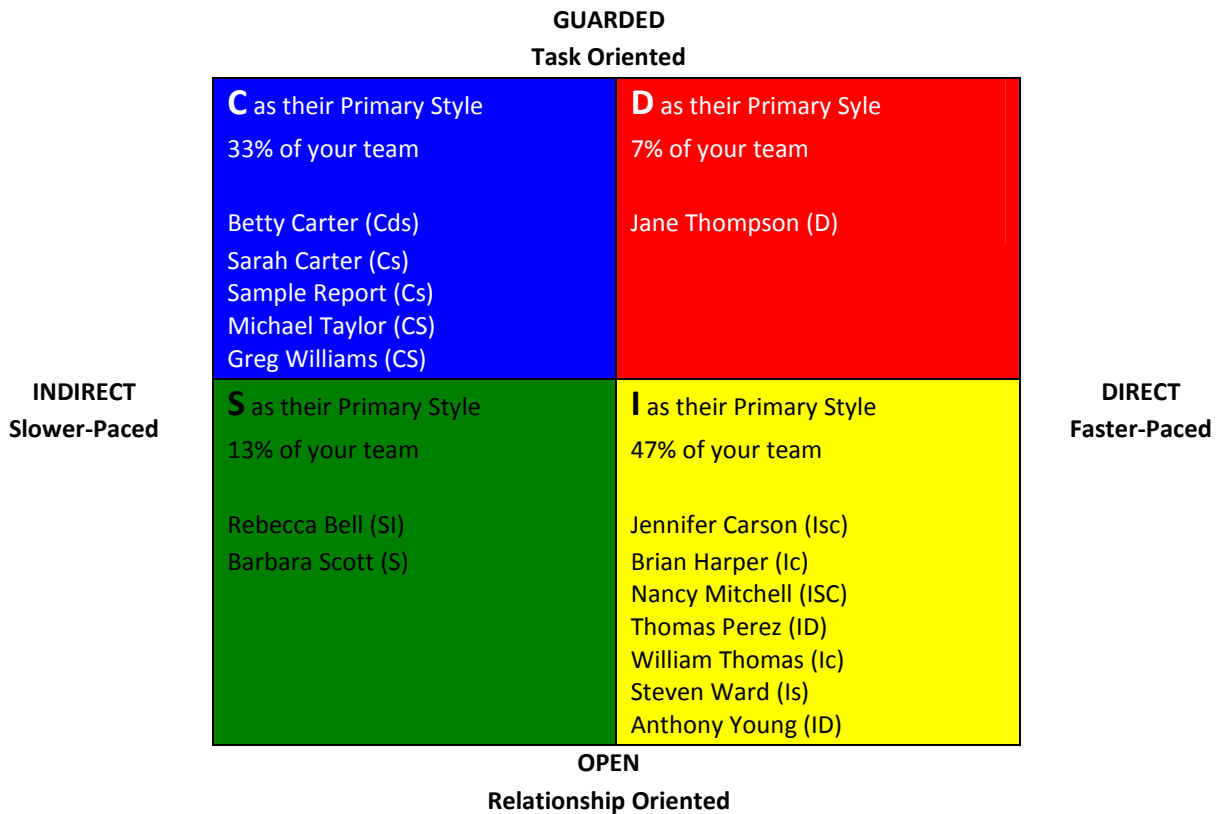 GUARDED
Task Oriented
C as their Primary Style
33% of your team
Betty Carter (Cds)
Sarah Carter (Cs)
Sample Report (Cs)
Michael Taylor (CS)
Greg Williams (CS)
D as their Primary Syle
7% of your team
Jane Thompson (D)
INDIRECT
Slower-Paced
DIRECT
Faster-Paced
S as their Primary Style
13% of your team
Rebecca Bell (SI)
Barbara Scott (S)
I as their Primary Style
47% of your team
Jennifer Carson (Isc)
Brian Harper (Ic)
Nancy Mitchell (ISC)
Thomas Perez (ID)
William Thomas (Ic)
Steven Ward (Is)
Anthony Young (ID)
OPEN
Relationship Oriented